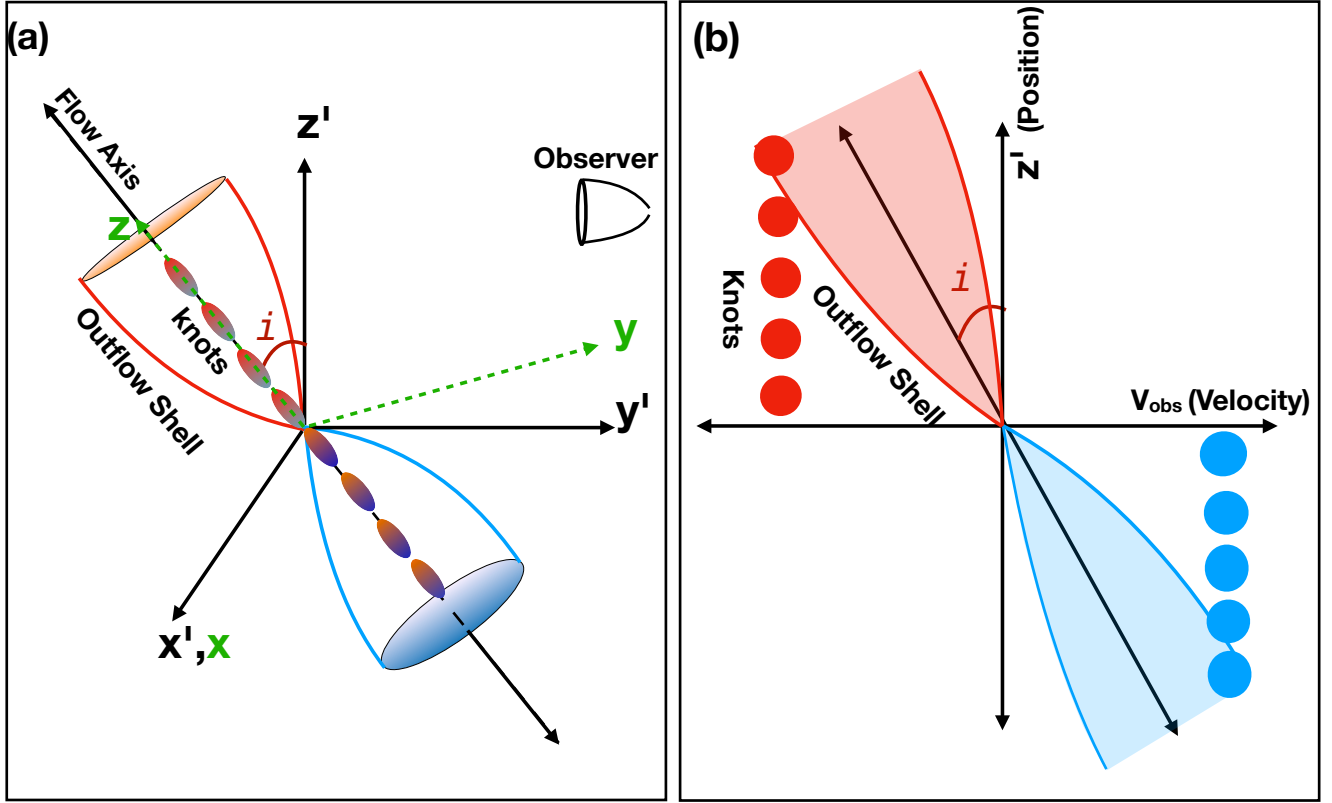 (a)
Flow Axis
z'
Observer
z
knots
i
y
Outflow Shell
y'
x',x
(b)
z' (Position)
Knots
i
Outflow Shell
Vobs (Velocity)